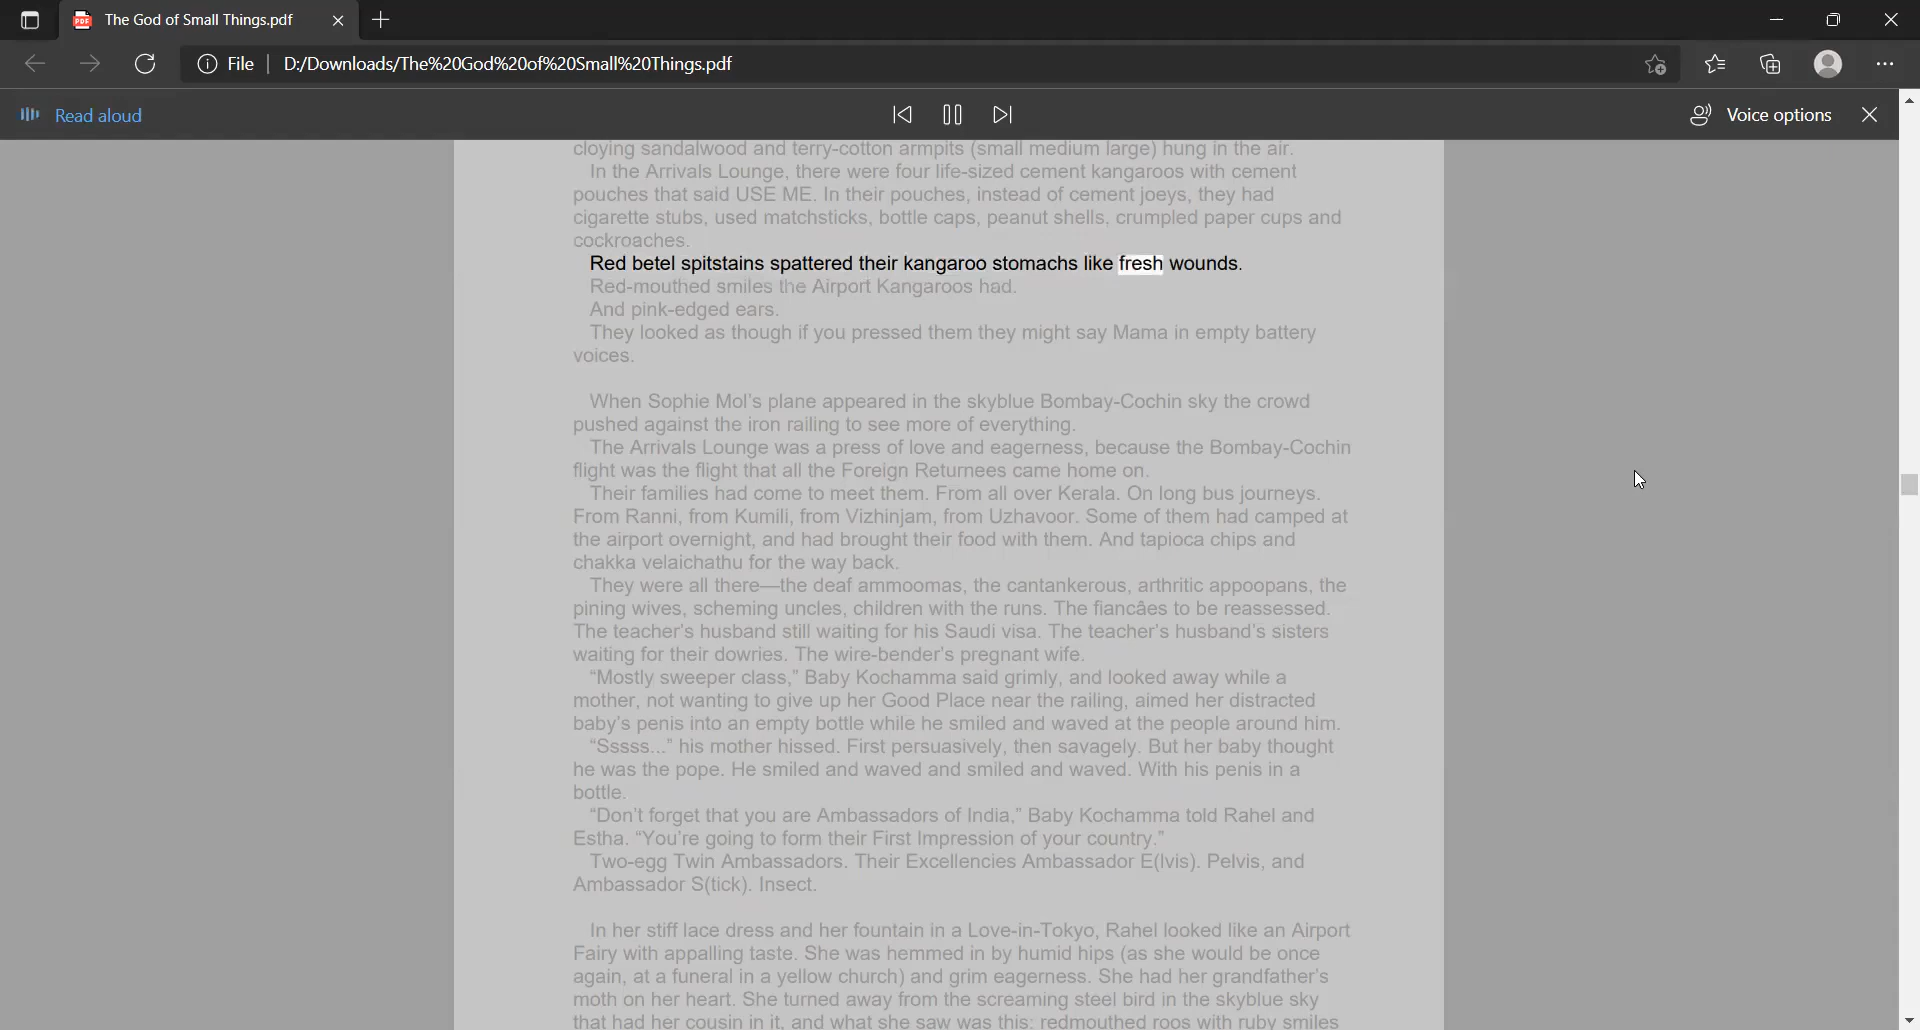 The God of Small Things.pdf
File
D:/Downloads/The%20God%20of%20Small%20Things.pdf
Read aloud
Voice options
cloying sandalwood and terry-cotton armpits (small medium large) hung in the air.
In the Arrivals Lounge, there were four life-sized cement kangaroos with cement
pouches that said USE ME. In their pouches, instead of cement joeys, they had
cigarette stubs, used matchsticks, bottle caps, peanut shells, crumpled paper cups and
cockroaches.
Red betel spitstains spattered their kangaroo stomachs like fresh wounds.
Red-mouthed smiles the Airport Kangaroos had.
And pink-edged ears.
They looked as though if you pressed them they might say Mama in empty battery
voices.
When Sophie Mol's plane appeared in the skyblue Bombay-Cochin sky the crowd
pushed against the iron railing to see more of everything.
The Arrivals Lounge was a press of love and eagerness, because the Bombay-Cochin
flight was the flight that all the Foreign Returnees came home on.
Their families had come to meet them. From all over Kerala. On long bus journeys.
From Ranni, from Kumili, from Vizhinjam, from Uzhavoor. Some of them had camped at
the airport overnight, and had brought their food with them. And tapioca chips and
chakka velaichathu for the way back.
They were all there—the deaf ammoomas, the cantankerous, arthritic appoopans, the
pining wives, scheming uncles, children with the runs. The fiancâes to be reassessed.
The teacher's husband still waiting for his Saudi visa. The teacher's husband's sisters
waiting for their dowries. The wire-bender's pregnant wife.
“Mostly sweeper class,” Baby Kochamma said grimly, and looked away while a
mother, not wanting to give up her Good Place near the railing, aimed her distracted
baby's penis into an empty bottle while he smiled and waved at the people around him.
“Sssss...” his mother hissed. First persuasively, then savagely. But her baby thought
he was the pope. He smiled and waved and smiled and waved. With his penis in a
bottle.
“Don't forget that you are Ambassadors of India,” Baby Kochamma told Rahel and
Estha. “You're going to form their First Impression of your country.”
Two-egg Twin Ambassadors. Their Excellencies Ambassador E(lvis). Pelvis, and
Ambassador S(tick). Insect.
In her stiff lace dress and her fountain in a Love-in-Tokyo, Rahel looked like an Airport
Fairy with appalling taste. She was hemmed in by humid hips (as she would be once
again, at a funeral in a yellow church) and grim eagerness. She had her grandfather's
moth on her heart. She turned away from the screaming steel bird in the skyblue sky
that had her cousin in it, and what she saw was this: redmouthed roos with ruby smiles